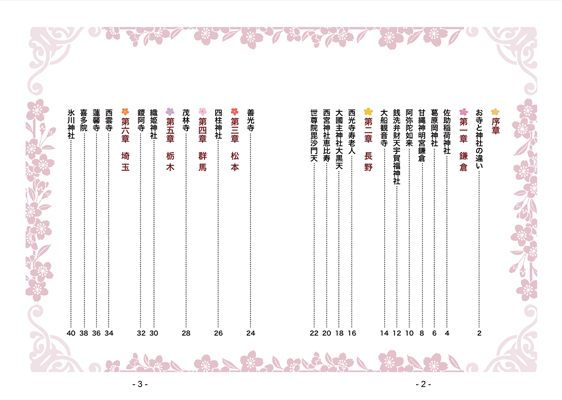 序章
お寺と神社の違い 2
第一章 鎌倉
佐助稲荷神社 4
葛原岡神社 6
甘縄神明宮鎌倉 8
阿弥陀如来 10
銭洗弁財天宇賀福神社 12
大船観音寺 14
第二章 長野
西光寺寿老人 16
大國主神社大黒天 18
西宮神社恵比寿 20
世尊院毘沙門天 22
- 2 -
善光寺 24
第三章 松本
四柱神社 26
第四章 群馬
茂林寺 28
第五章 栃木
織姫神社 30
鑁阿寺 32
第六章 埼玉
西雲寺 34
蓮馨寺 36
喜多院 38
氷川神社 40
- 3 -